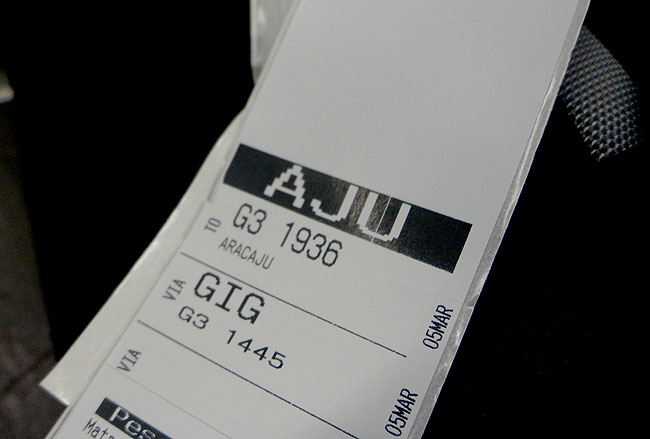 AJU
TO G3 1936
ARACAJU
VIA GIG 05MAR
G3 1445
VIA 05MAR